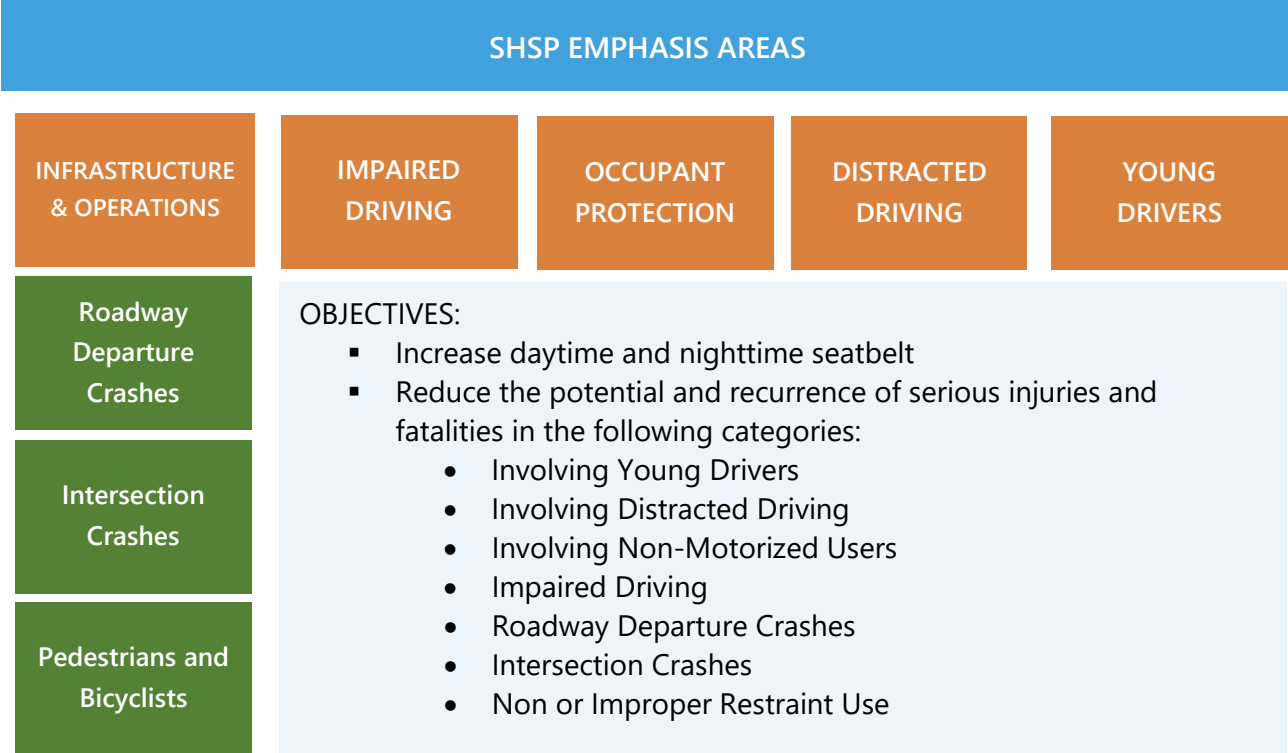 SHSP EMPHASIS AREAS
INFRASTRUCTURE
& OPERATIONS
IMPAIRED
DRIVING
OCCUPANT
PROTECTION
DISTRACTED
DRIVING
YOUNG
DRIVERS
Roadway
Departure
Crashes
Intersection
Crashes
Pedestrians and
Bicyclists
OBJECTIVES:
▪ Increase daytime and nighttime seatbelt
▪ Reduce the potential and recurrence of serious injuries and
fatalities in the following categories:
• Involving Young Drivers
• Involving Distracted Driving
• Involving Non-Motorized Users
• Impaired Driving
• Roadway Departure Crashes
• Intersection Crashes
• Non or Improper Restraint Use